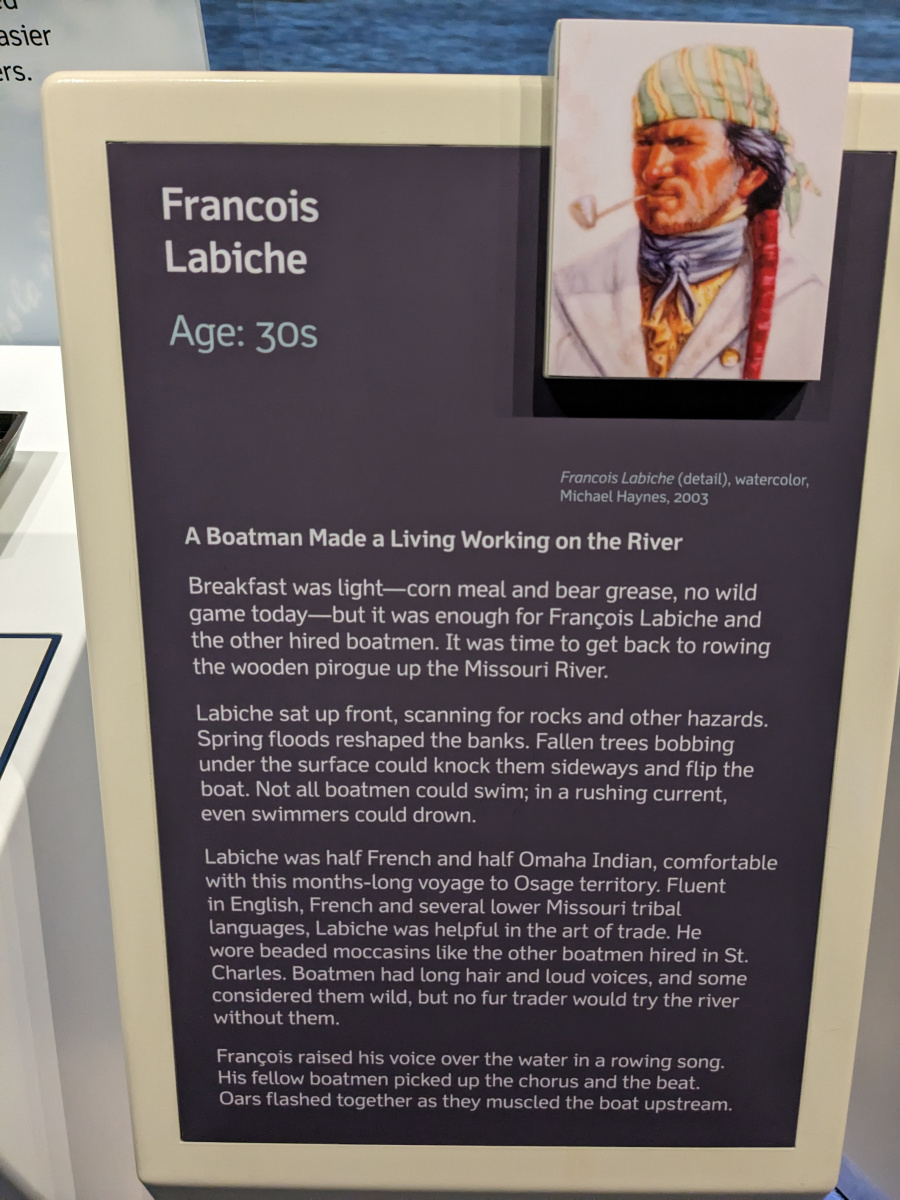 asier
ers.
Francois
Labiche
Age: 30s
Francois Labiche (detail), watercolor,
Michael Haynes, 2003
A Boatman Made a Living Working on the River
Breakfast was light—corn meal and bear grease, no wild
game today—but it was enough for François Labiche and
the other hired boatmen. It was time to get back to rowing
the wooden pirogue up the Missouri River.
Labiche sat up front, scanning for rocks and other hazards.
Spring floods reshaped the banks. Fallen trees bobbing
under the surface could knock them sideways and flip the
boat. Not all boatmen could swim; in a rushing current,
even swimmers could drown.
Labiche was half French and half Omaha Indian, comfortable
with this months-long voyage to Osage territory. Fluent
in English, French and several lower Missouri tribal
languages, Labiche was helpful in the art of trade. He
wore beaded moccasins like the other boatmen hired in St.
Charles. Boatmen had long hair and loud voices, and some
considered them wild, but no fur trader would try the river
without them.
François raised his voice over the water in a rowing song.
His fellow boatmen picked up the chorus and the beat.
Oars flashed together as they muscled the boat upstream.